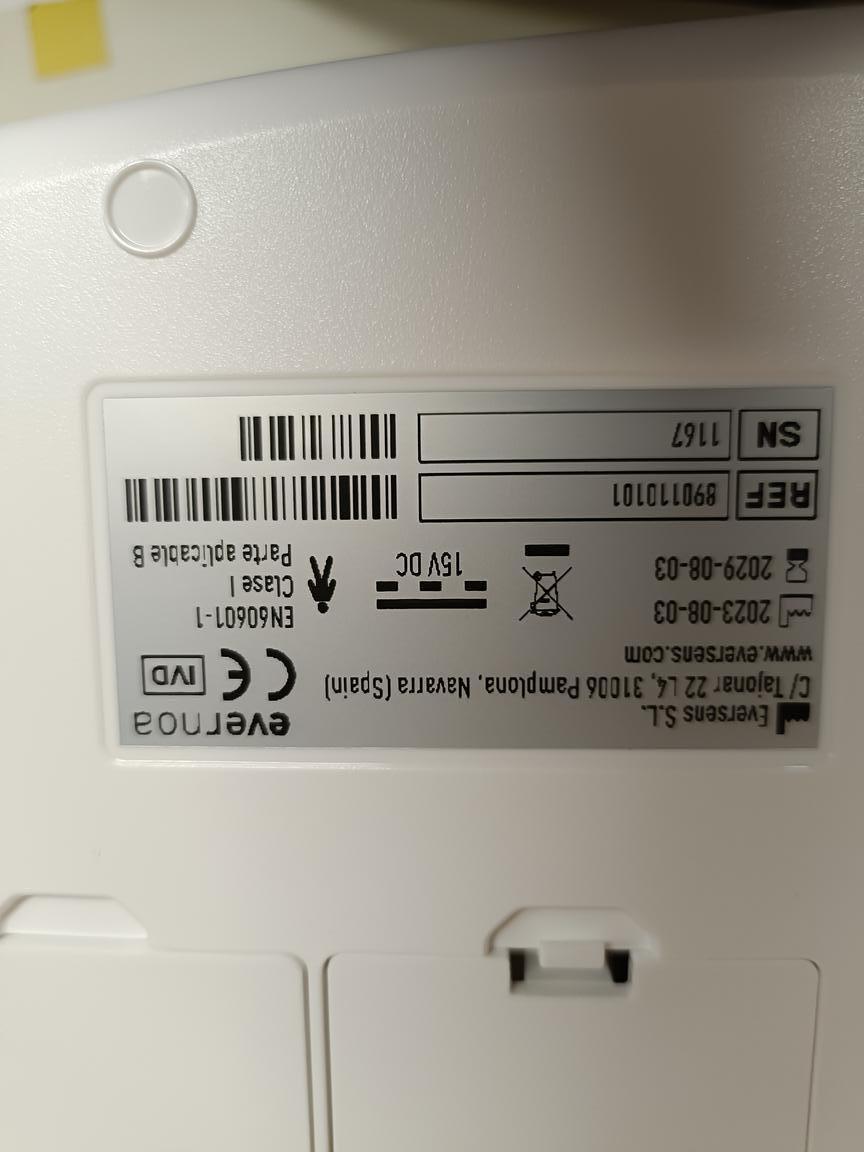 Eversens S.L.
C/ Tajonar 22 L4, 31006 Pamplona, Navarra (Spain)
www.eversens.com
evernoa
CE IVD
2023-08-03
2029-08-03
15V DC
EN60601-1
Clase I
Parte aplicable B
REF 890110101
SN 1167